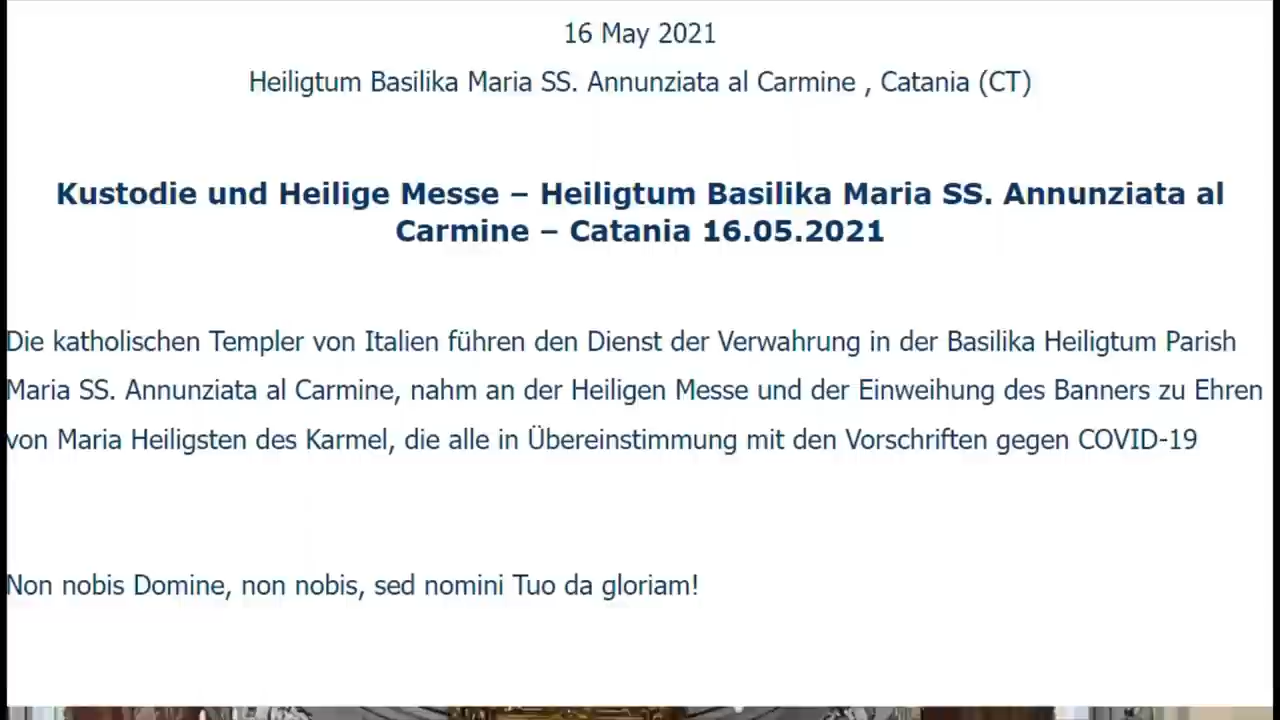 16 May 2021
Heiligtum Basilika Maria SS. Annunziata al Carmine , Catania (CT)
Kustodie und Heilige Messe – Heiligtum Basilika Maria SS. Annunziata al
Carmine – Catania 16.05.2021
Die katholischen Templer von Italien führen den Dienst der Verwahrung in der Basilika Heiligtum Parish
Maria SS. Annunziata al Carmine, nahm an der Heiligen Messe und der Einweihung des Banners zu Ehren
von Maria Heiligsten des Karmel, die alle in Übereinstimmung mit den Vorschriften gegen COVID-19
Non nobis Domine, non nobis, sed nomini Tuo da gloriam!